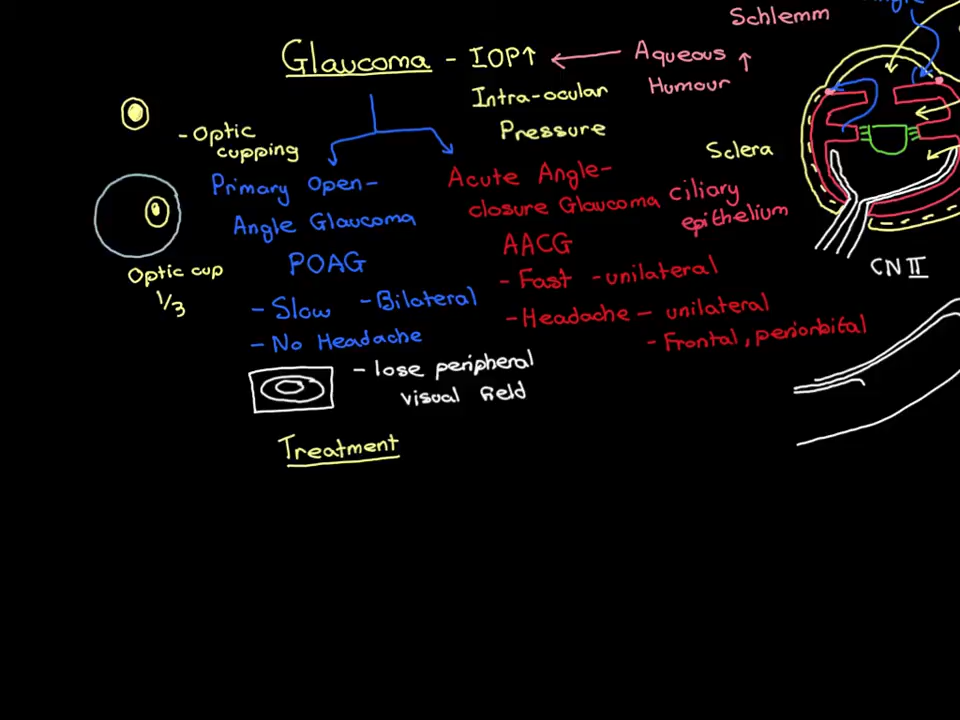 Schlemm
Glaucoma - IOP↑ ← Aqueous ↑
Humour
Intra-ocular
Pressure
- Optic
cupping
Sclera
Primary Open-
Angle Glaucoma
POAG
- Slow - Bilateral
- No Headache
Acute Angle-
closure Glaucoma
AACG
- Fast - unilateral
- Headache - unilateral
- Frontal, periorbital
ciliary
epithelium
CN II
Optic cup
1/3
- lose peripheral
visual field
Treatment